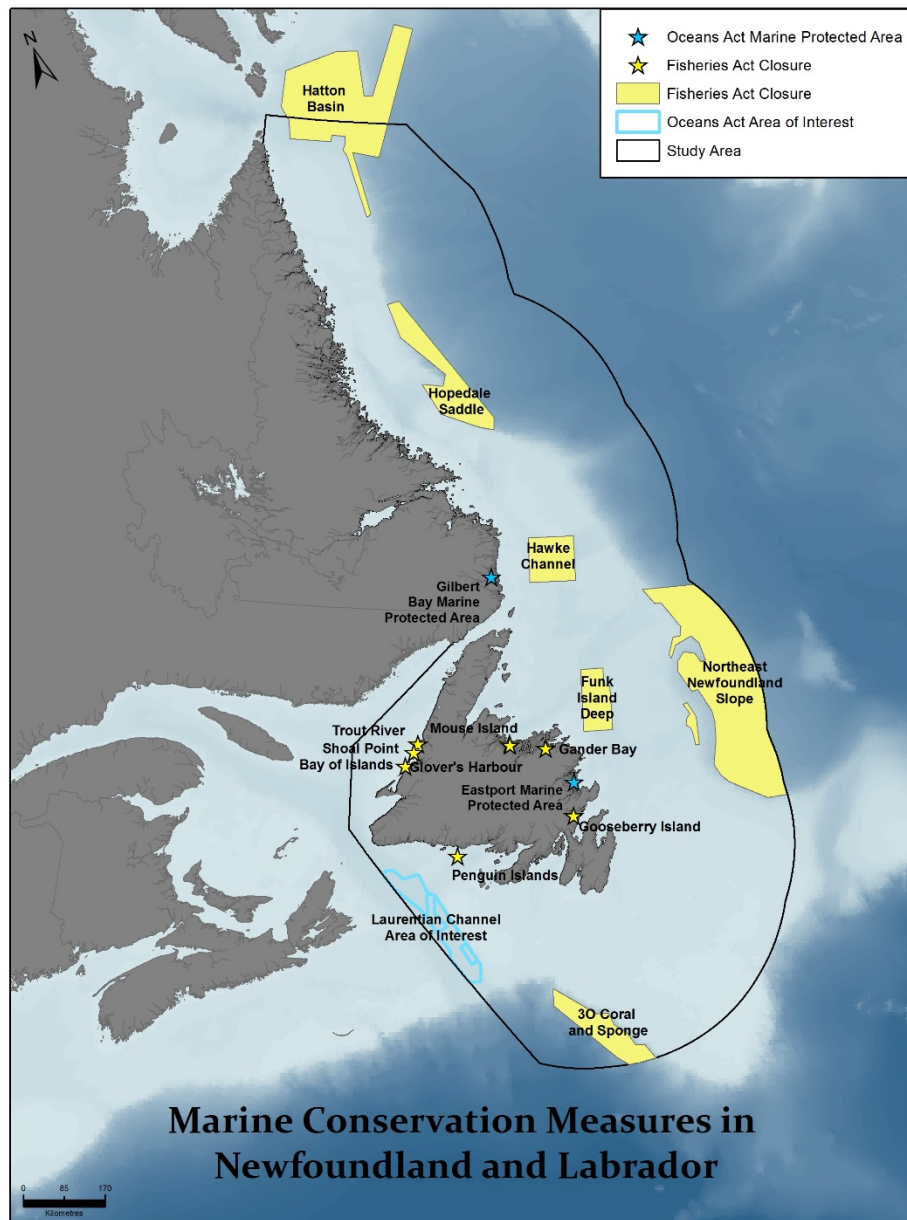 N
Oceans Act Marine Protected Area
Fisheries Act Closure
Fisheries Act Closure
Oceans Act Area of Interest
Study Area
Hatton
Basin
Hopedale
Saddle
Hawke
Channel
Gilbert
Bay Marine
Protected Area
Northeast
Newfoundland
Slope
Funk
Island
Deep
Trout River
Shoal Point
Bay of Islands
Mouse Island
Glover's Harbour
Gander Bay
Eastport Marine
Protected Area
Gooseberry Island
Penguin Islands
Laurentian Channel
Area of Interest
3O Coral
and Sponge
Marine Conservation Measures in
Newfoundland and Labrador
0 85 170
Kilometres